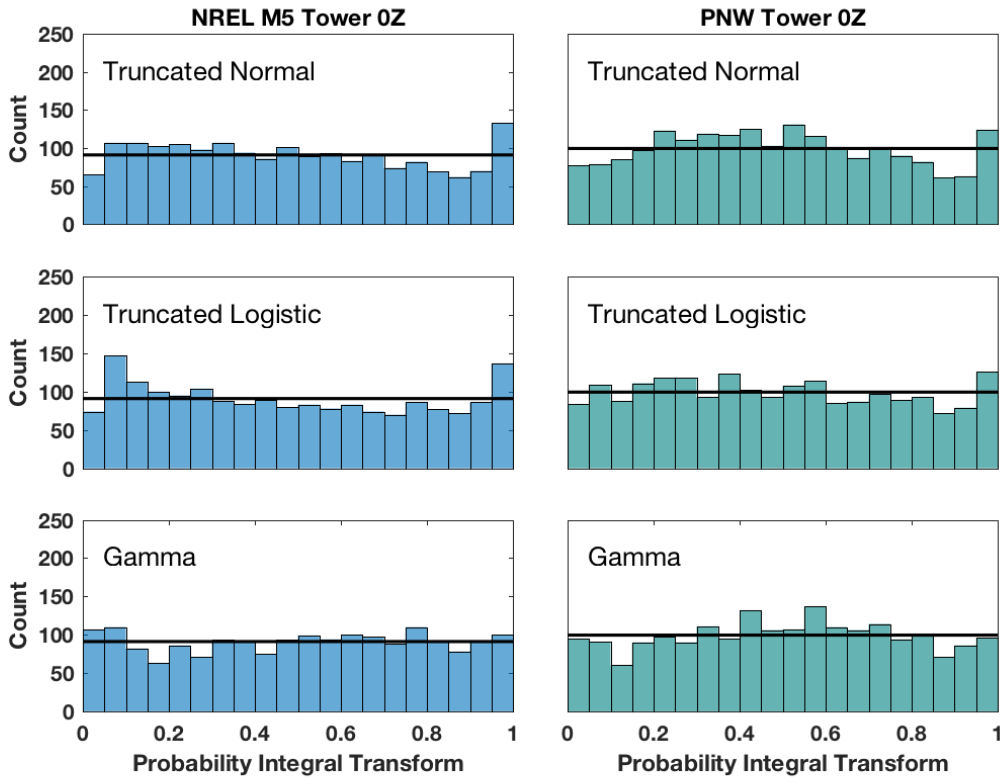 NREL M5 Tower 0Z
PNW Tower 0Z
250
200
150
100
50
0
Count
Truncated Normal
Truncated Normal
250
200
150
100
50
0
Count
Truncated Logistic
Truncated Logistic
250
200
150
100
50
0
Count
Gamma
Gamma
0 0.2 0.4 0.6 0.8 1
0 0.2 0.4 0.6 0.8 1
Probability Integral Transform
Probability Integral Transform